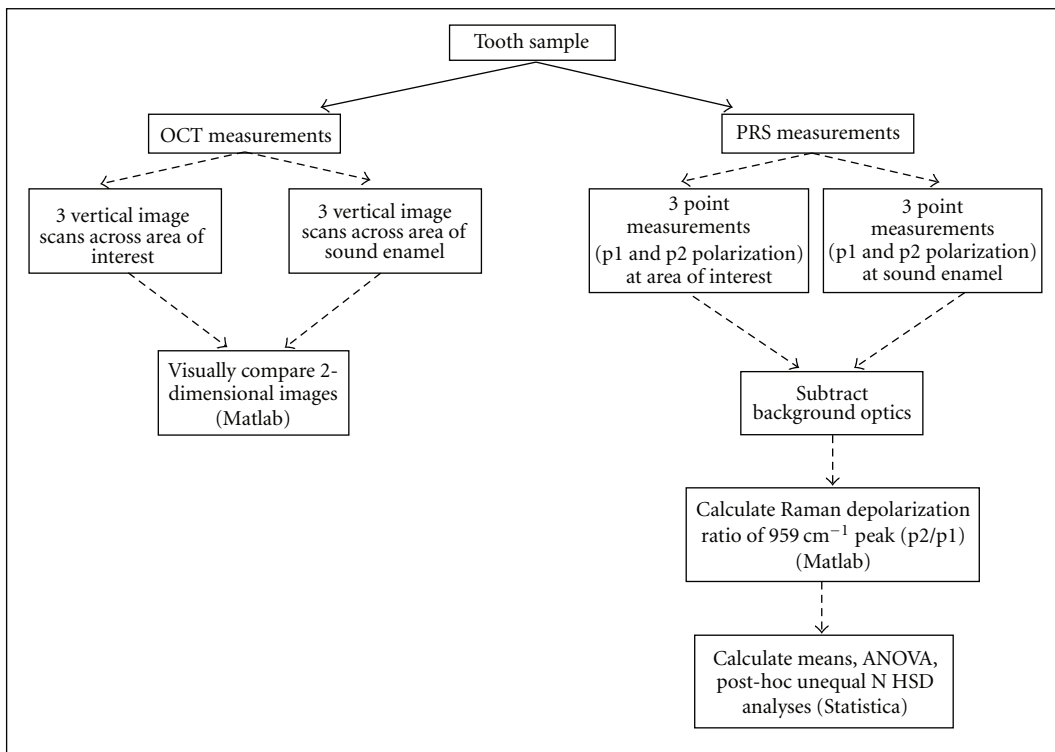 Tooth sample
OCT measurements
PRS measurements
3 vertical image
scans across area of
interest
3 vertical image
scans across area of
sound enamel
3 point
measurements
(p1 and p2 polarization)
at area of interest
3 point
measurements
(p1 and p2 polarization)
at sound enamel
Visually compare 2-
dimensional images
(Matlab)
Subtract
background optics
Calculate Raman depolarization
ratio of 959 cm⁻¹ peak (p2/p1)
(Matlab)
Calculate means, ANOVA,
post-hoc unequal N HSD
analyses (Statistica)